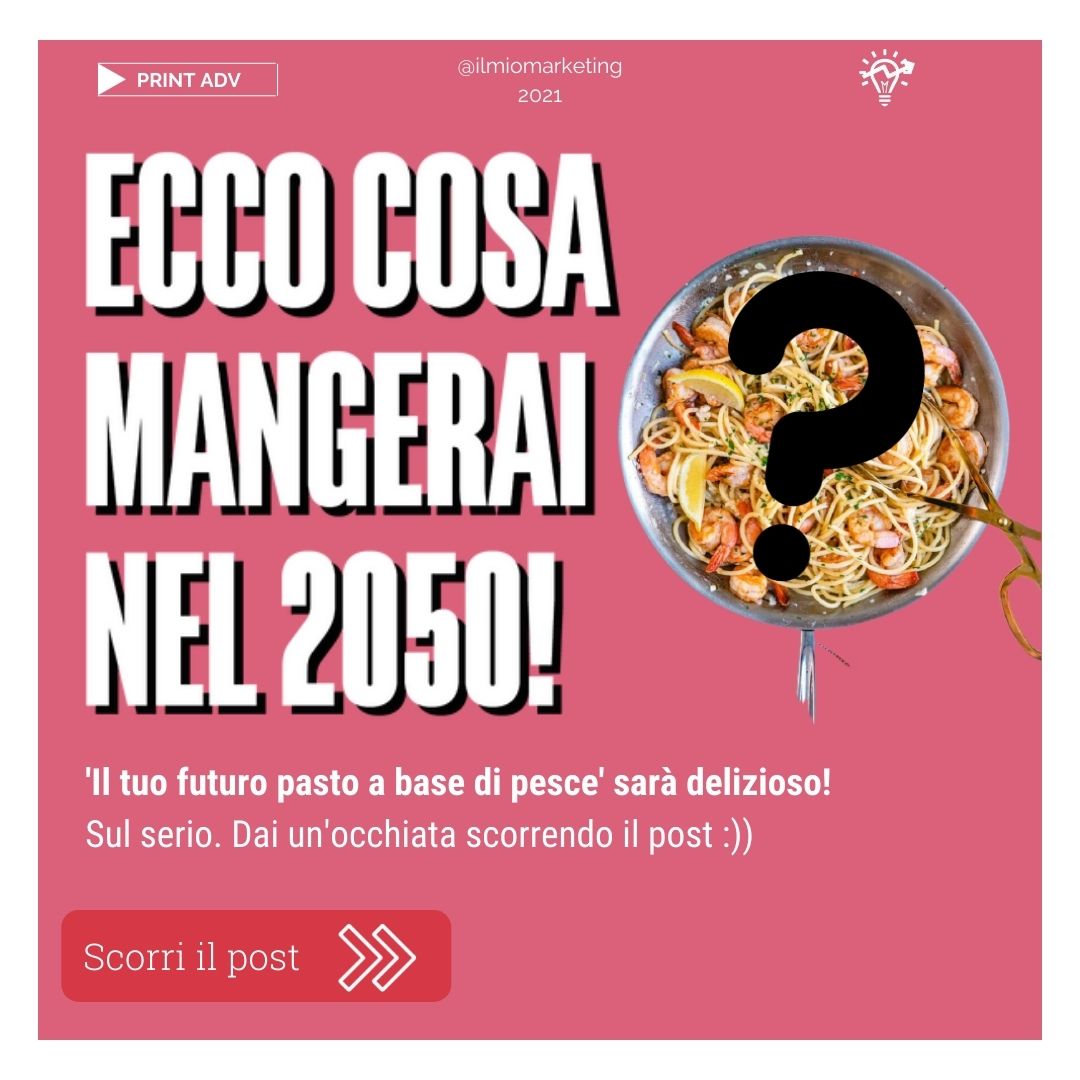 PRINT ADV
@ilmiomarketing
2021
ECCO COSA
MANGERAI
NEL 2050!
?
'Il tuo futuro pasto a base di pesce' sarà delizioso!
Sul serio. Dai un'occhiata scorrendo il post :))
Scorri il post